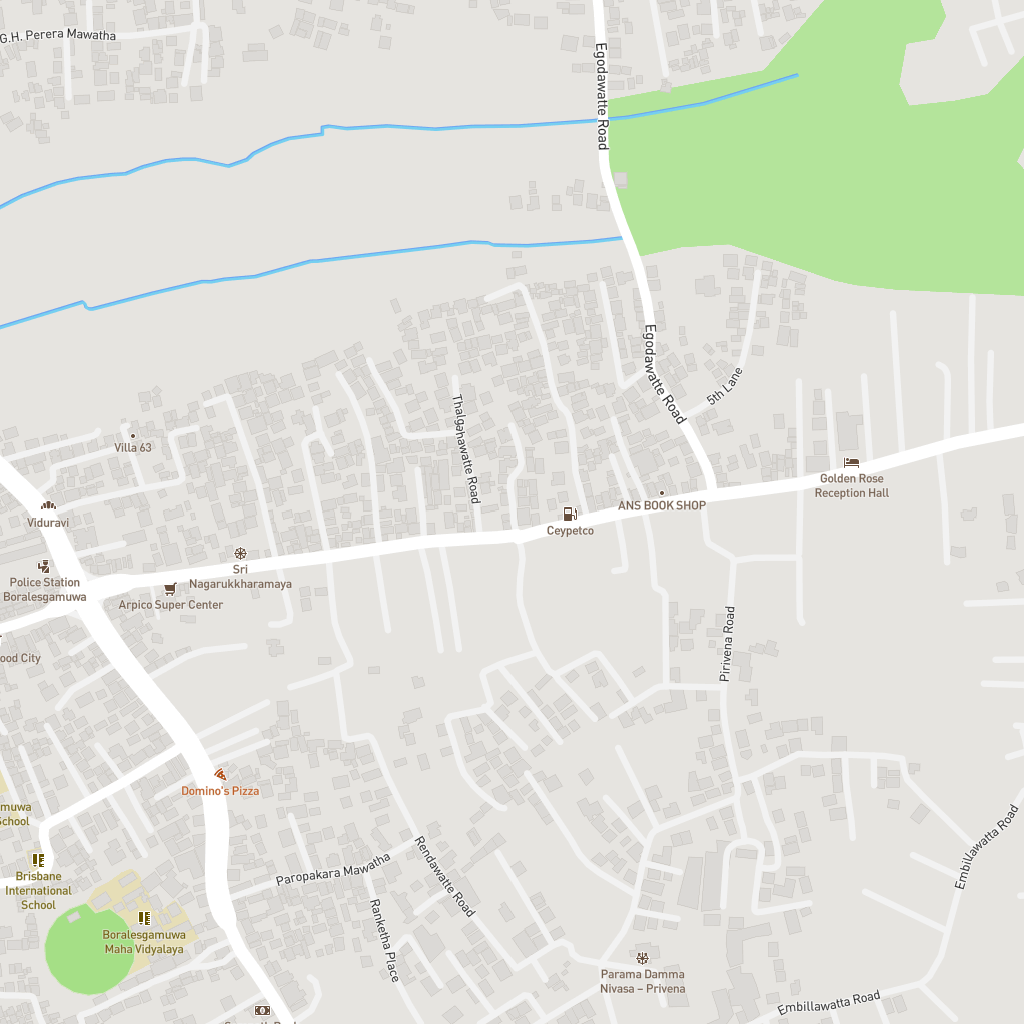 G.H. Perera Mawatha
Egodawatte Road
Egodawatte Road
5th Lane
Thalgahawatte Road
Villa 63
Golden Rose
Reception Hall
ANS BOOK SHOP
Viduravi
Ceypetco
Sri
Nagarukkharamaya
Police Station
Boralesgamuwa
Arpico Super Center
ood City
Pirivena Road
Domino's Pizza
muwa
School
Embillawatta Road
Brisbane
International
School
Paropakara Mawatha
Rendawatte Road
Ranketha Place
Boralesgamuwa
Maha Vidyalaya
Parama Damma
Nivasa – Privena
Embillawatta Road